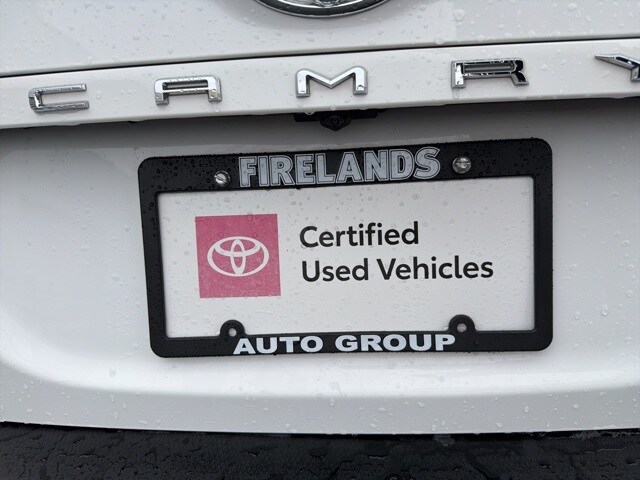 CAMRY
FIRELANDS
Certified
Used Vehicles
AUTO GROUP